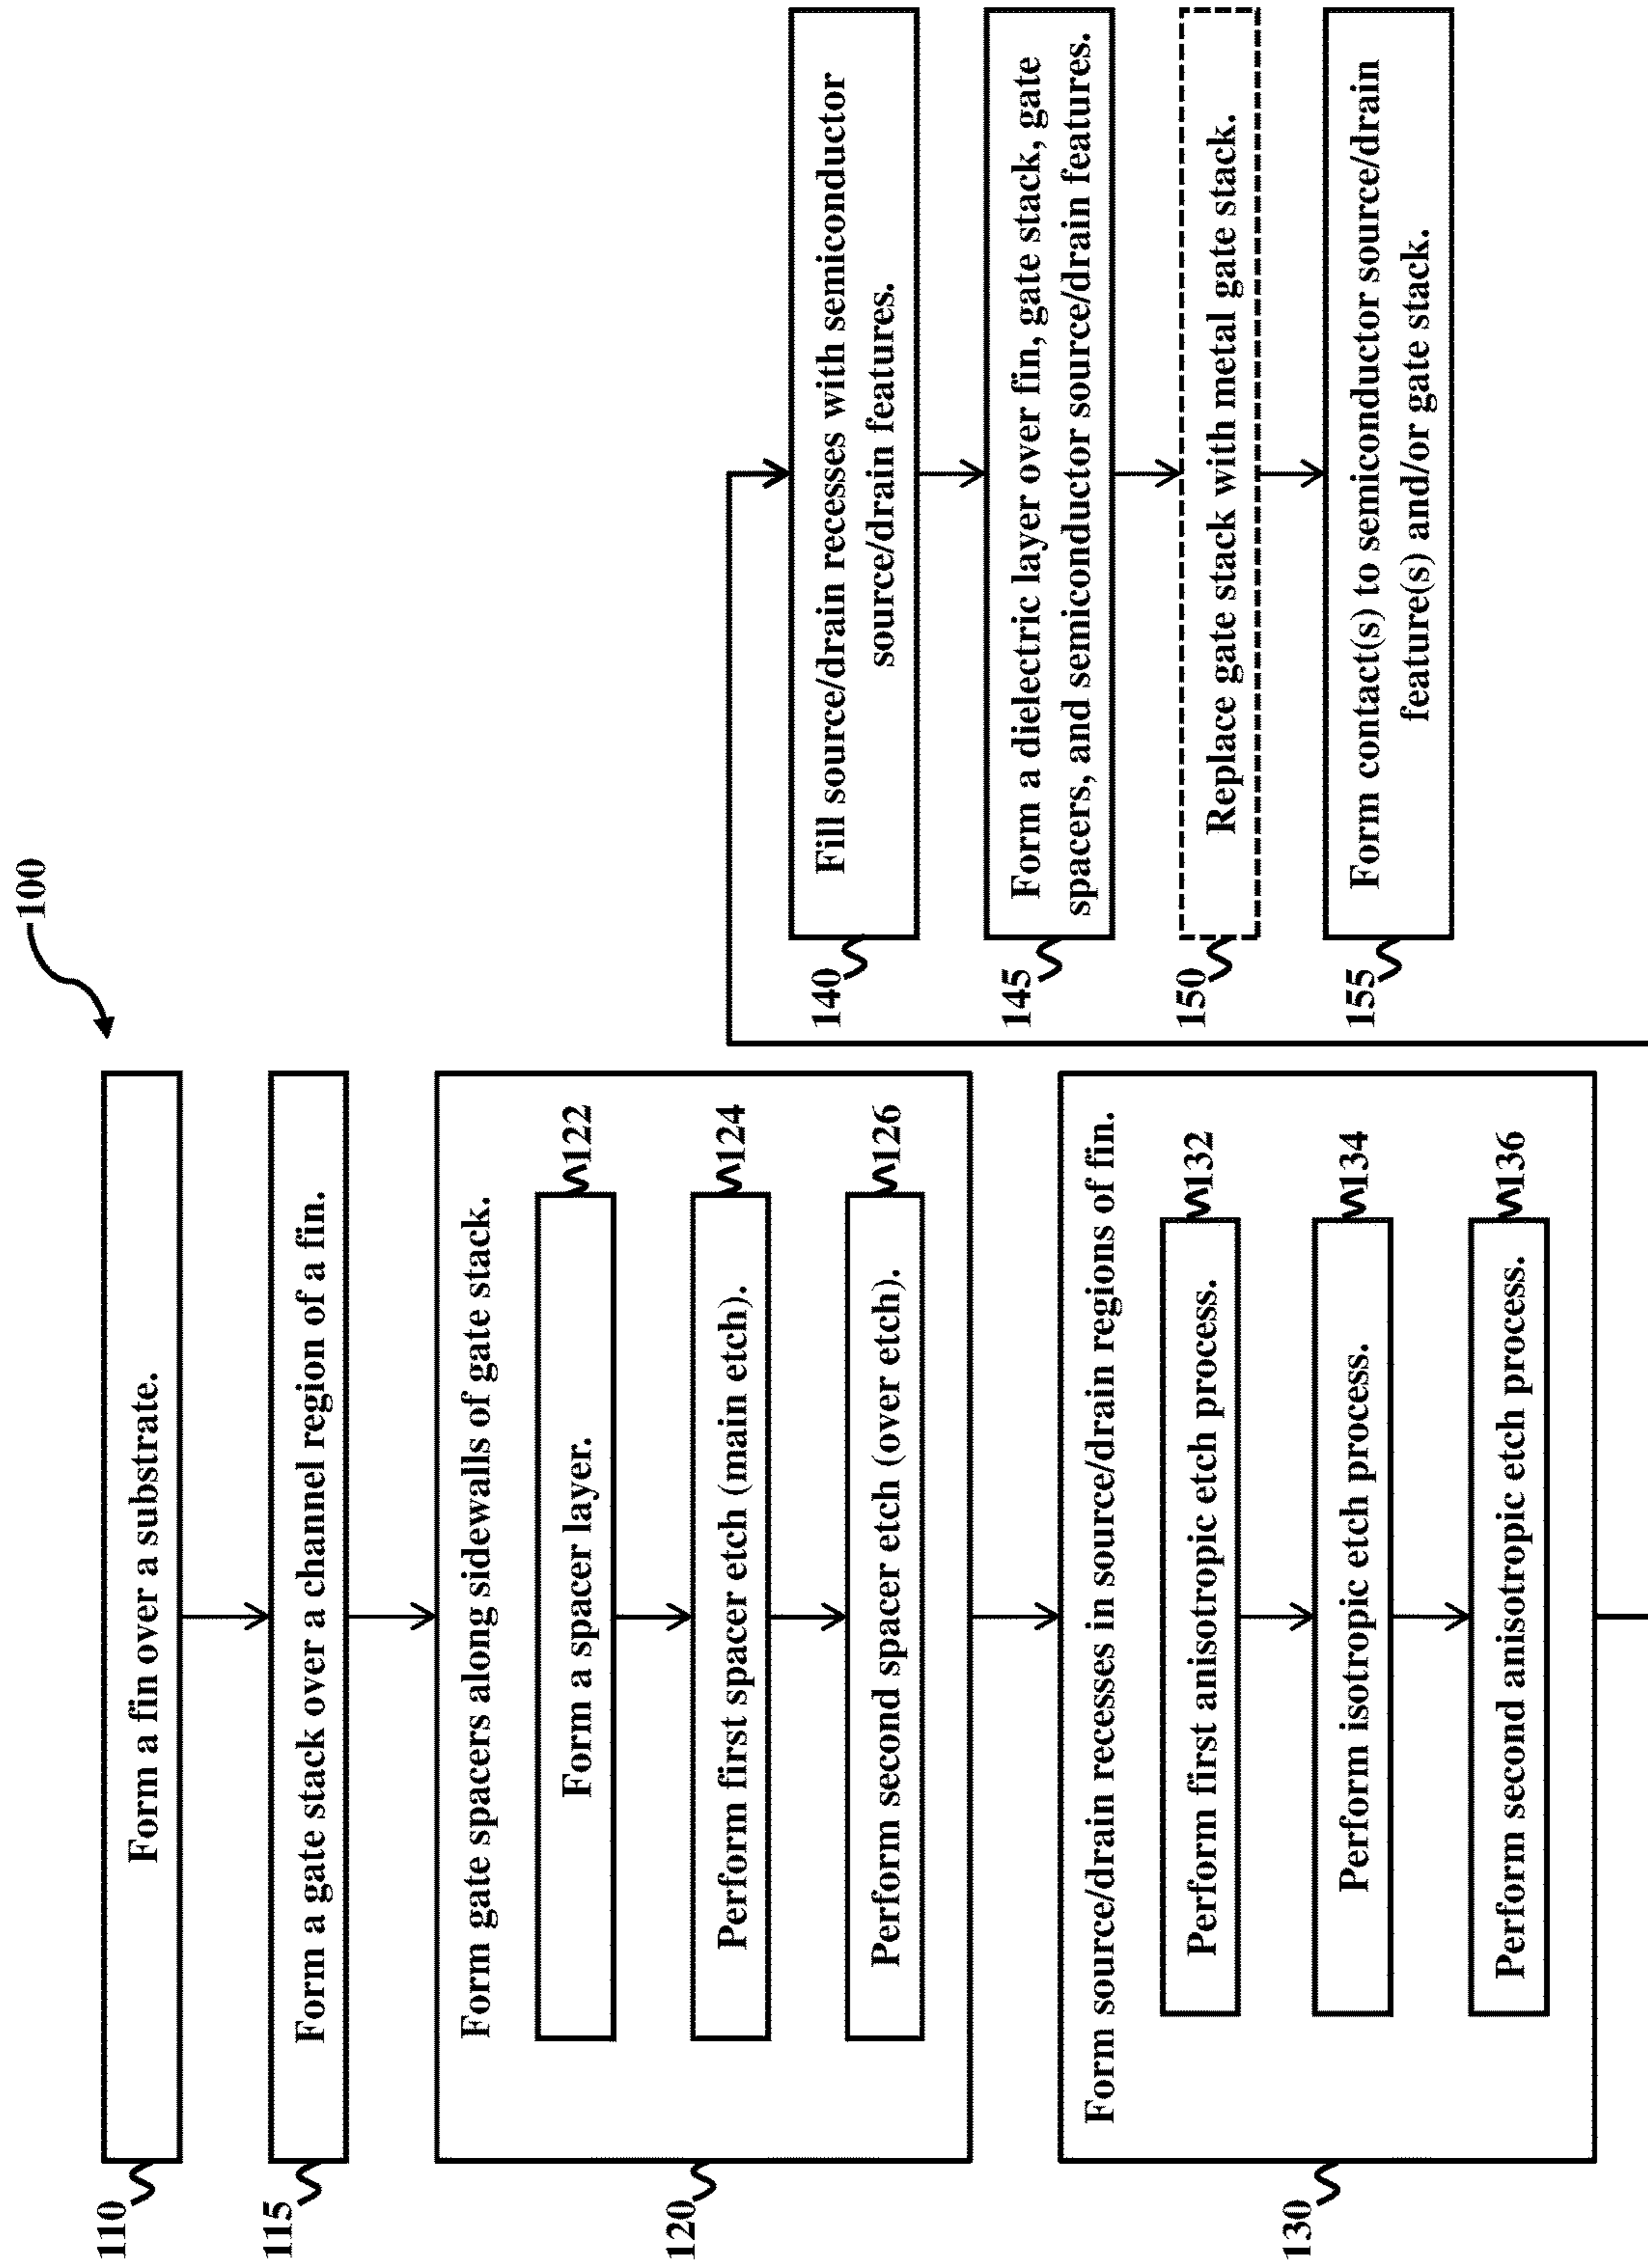 100
110
Form a fin over a substrate.
115
Form a gate stack over a channel region of a fin.
120
Form gate spacers along sidewalls of gate stack.
Form a spacer layer.
122
Perform first spacer etch (main etch).
124
Perform second spacer etch (over etch).
126
130
Form source/drain recesses in source/drain regions of fin.
Perform first anisotropic etch process.
132
Perform isotropic etch process.
134
Perform second anisotropic etch process.
136
140
Fill source/drain recesses with semiconductor
source/drain features.
145
Form a dielectric layer over fin, gate stack, gate
spacers, and semiconductor source/drain features.
150
Replace gate stack with metal gate stack.
155
Form contact(s) to semiconductor source/drain
feature(s) and/or gate stack.